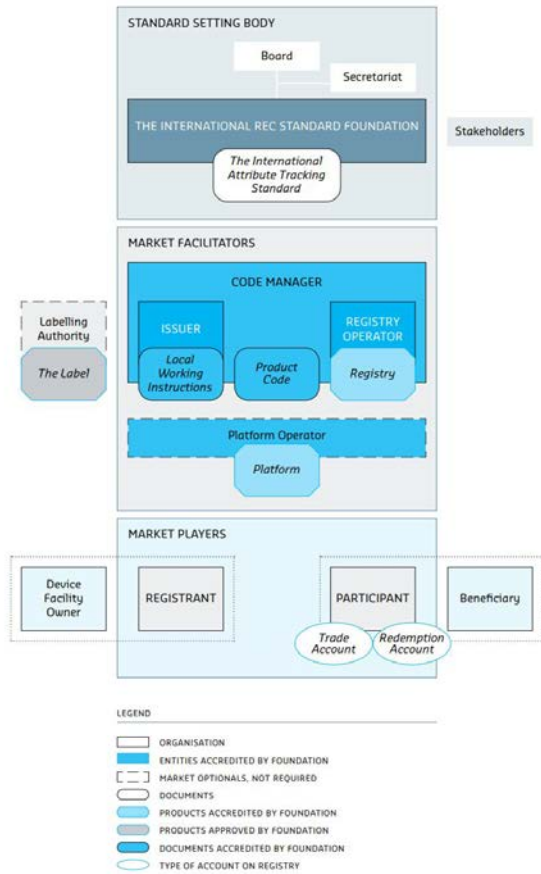 STANDARD SETTING BODY
Board
Secretariat
THE INTERNATIONAL REC STANDARD FOUNDATION
Stakeholders
The International
Attribute Tracking
Standard
MARKET FACILITATORS
CODE MANAGER
Labelling
Authority
The Label
ISSUER
Local
Working
Instructions
Product
Code
REGISTRY
OPERATOR
Registry
Platform Operator
Platform
MARKET PLAYERS
Device
Facility
Owner
REGISTRANT
PARTICIPANT
Beneficiary
Trade
Account
Redemption
Account
LEGEND
ORGANISATION
ENTITIES ACCREDITED BY FOUNDATION
MARKET OPTIONALS, NOT REQUIRED
DOCUMENTS
PRODUCTS ACCREDITED BY FOUNDATION
PRODUCTS APPROVED BY FOUNDATION
DOCUMENTS ACCREDITED BY FOUNDATION
TYPE OF ACCOUNT ON REGISTRY